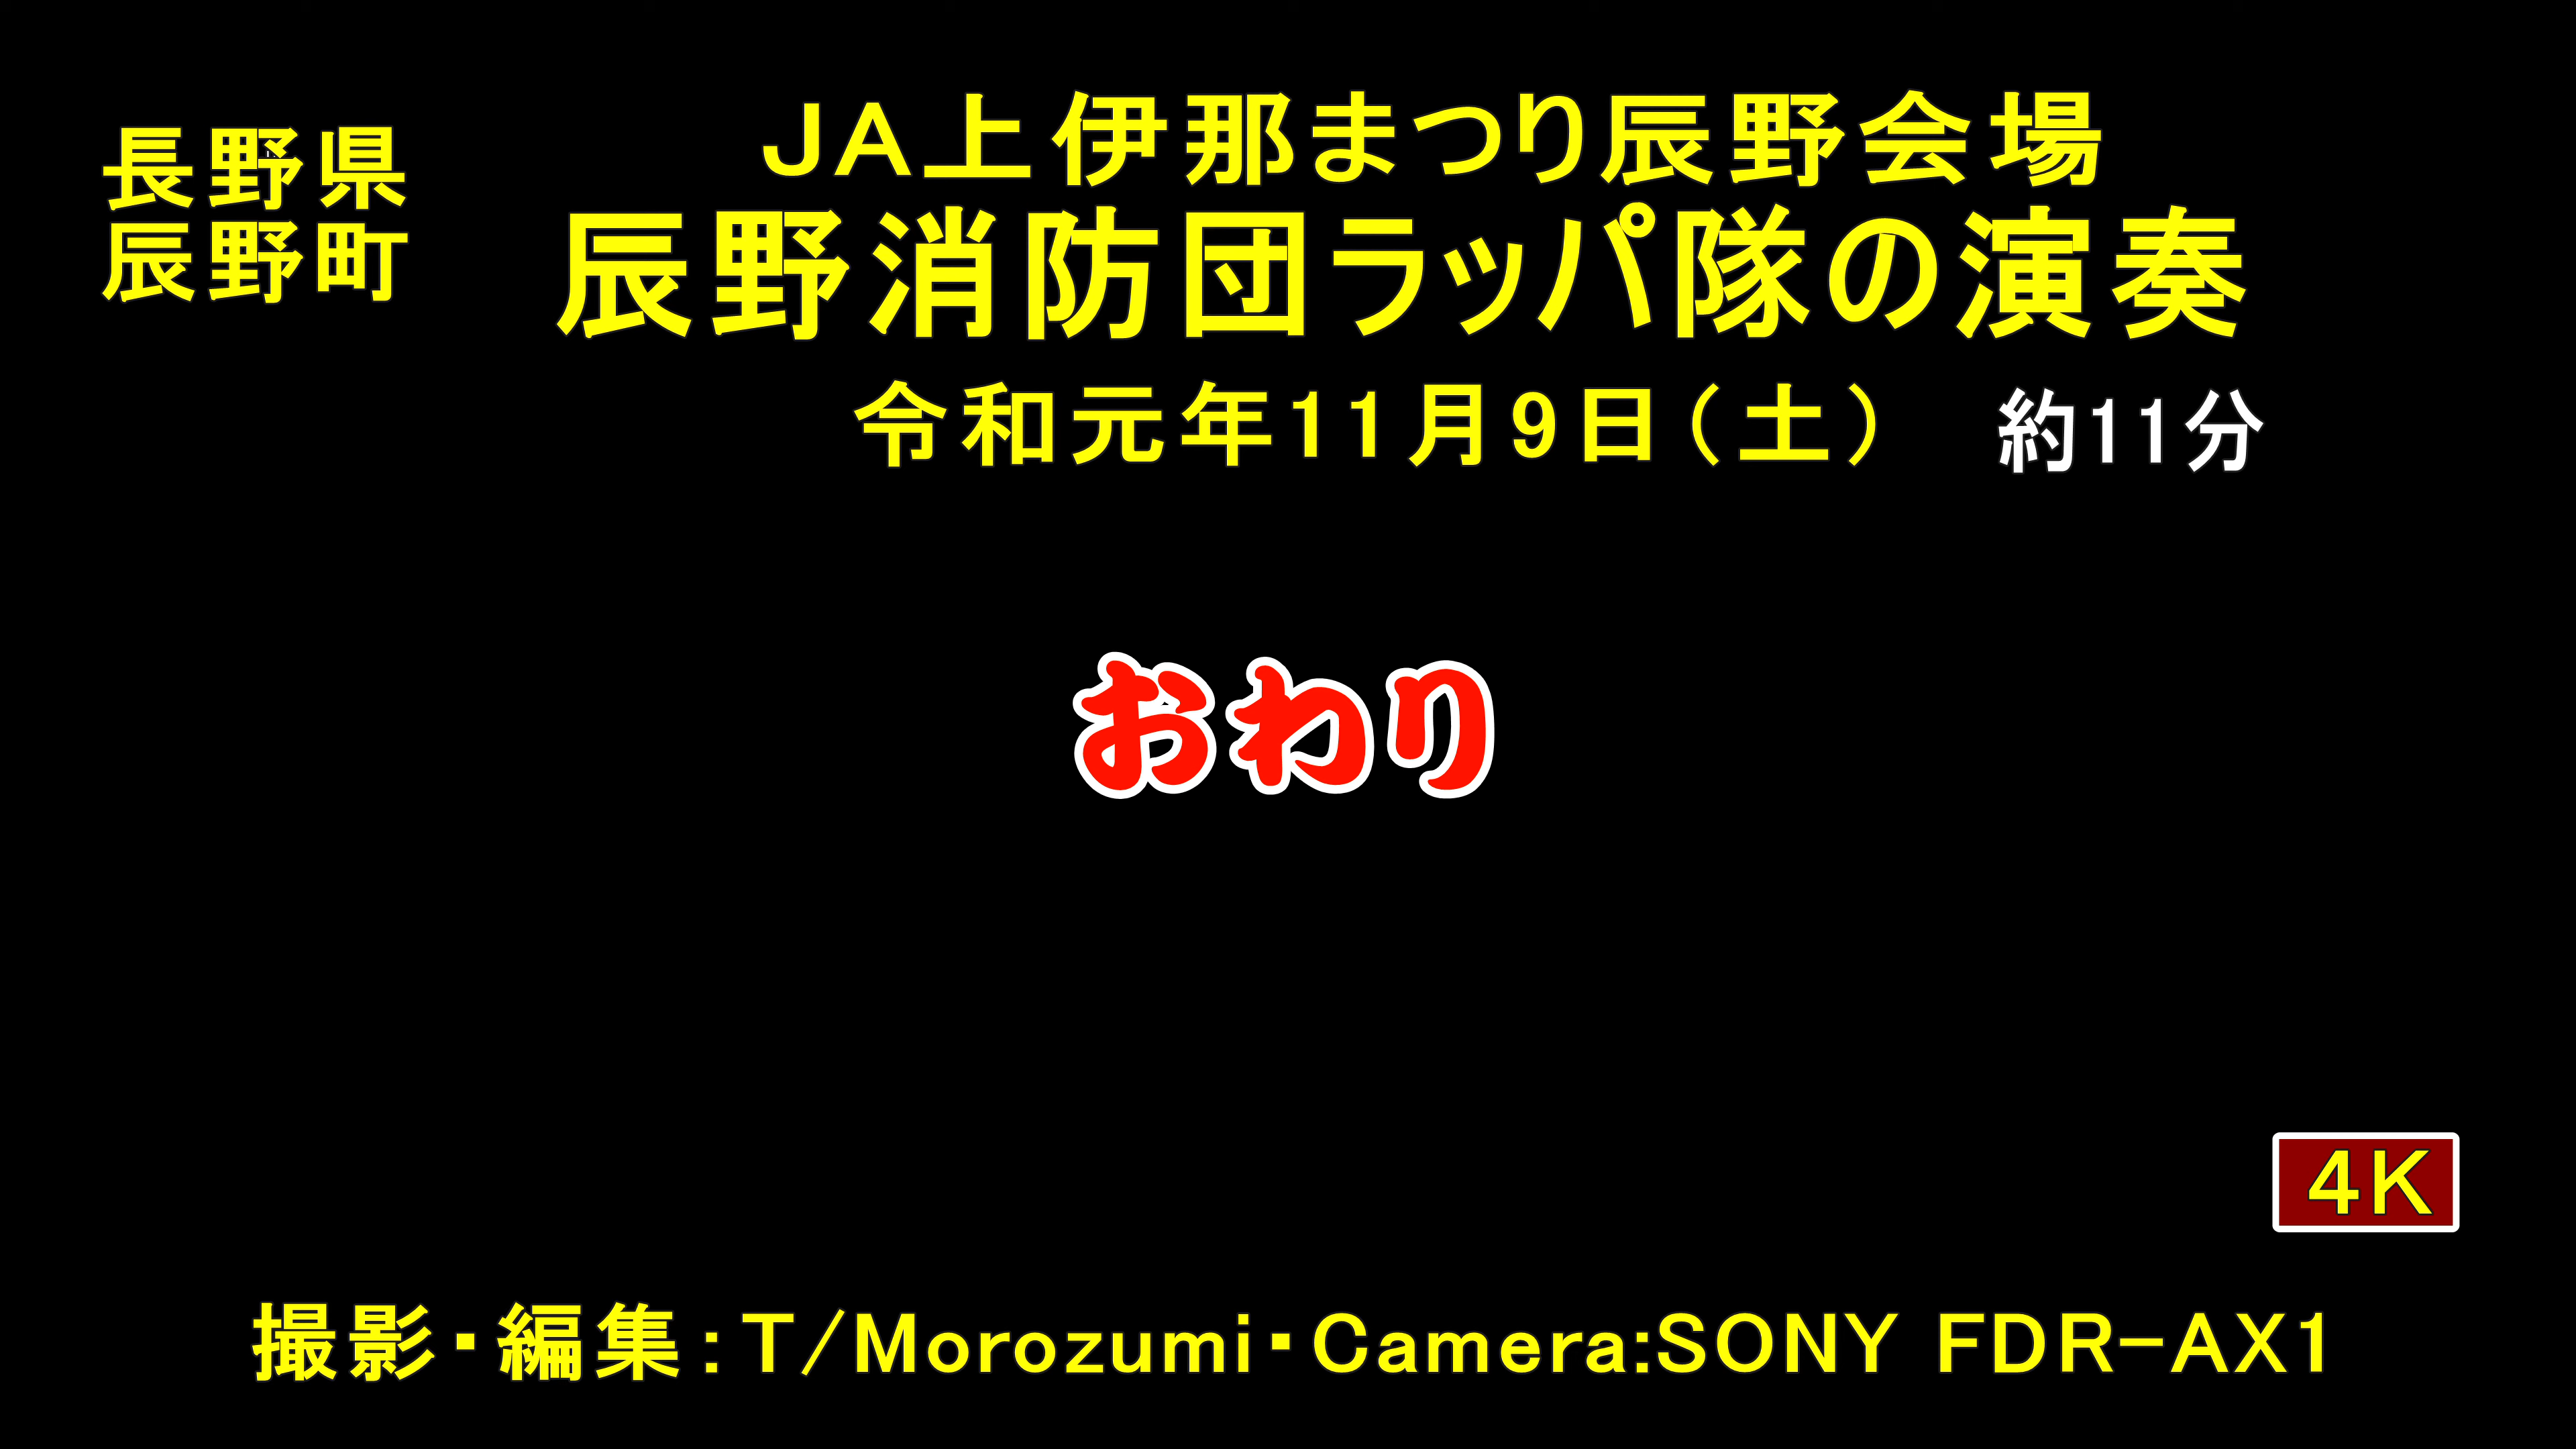 長野県
辰野町
JA上伊那まつり辰野会場
辰野消防団ラッパ隊の演奏
令和元年11月9日(土) 約11分
おわり
4K
撮影・編集:T/Morozumi・Camera:SONY FDR-AX1